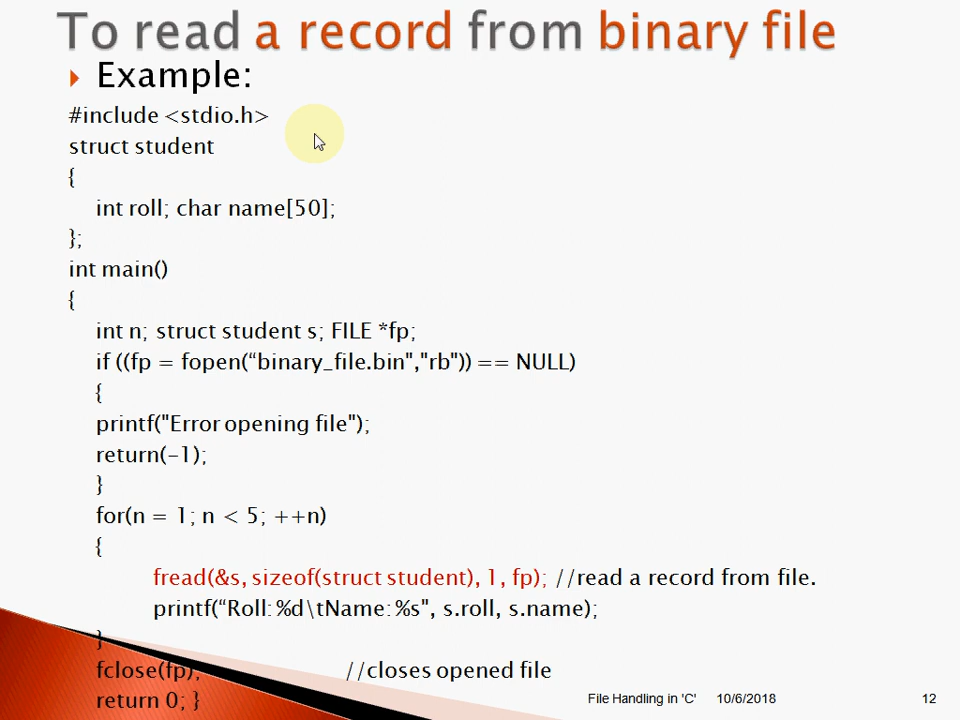 To read a record from binary file
Example:
#include <stdio.h>
struct student
{
int roll; char name[50];
};
int main()
{
int n; struct student s; FILE *fp;
if ((fp = fopen(“binary_file.bin","rb")) == NULL)
{
printf("Error opening file");
return(-1);
}
for(n = 1; n < 5; ++n)
{
fread(&s, sizeof(struct student), 1, fp); //read a record from file.
printf(“Roll: %d\tName: %s", s.roll, s.name);
}
fclose(fp); //closes opened file
return 0; }
File Handling in 'C' 10/6/2018 12